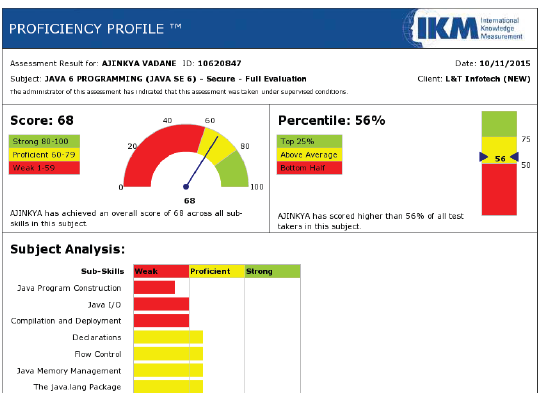 PROFICIENCY PROFILE ™
IKM International Knowledge Measurement
Assessment Result for: AJINKYA VADANE ID: 10620847
Date: 10/11/2015
Subject: JAVA 6 PROGRAMMING (JAVA SE 6) - Secure - Full Evaluation
Client: L&T Infotech (NEW)
The administrator of this assessment has indicated that this assessment was taken under supervised conditions.
Score: 68
Strong 80-100
Proficient 60-79
Weak 1-59
0 20 40 60 80 100
68
AJINKYA has achieved an overall score of 68 across all sub-
skills in this subject.
Percentile: 56%
Top 25%
Above Average
Bottom Half
75
56
50
AJINKYA has scored higher than 56% of all test
takers in this subject.
Subject Analysis:
Sub-Skills Weak Proficient Strong
Java Program Construction
Java I/O
Compilation and Deployment
Declarations
Flow Control
Java Memory Management
The java.lang Package